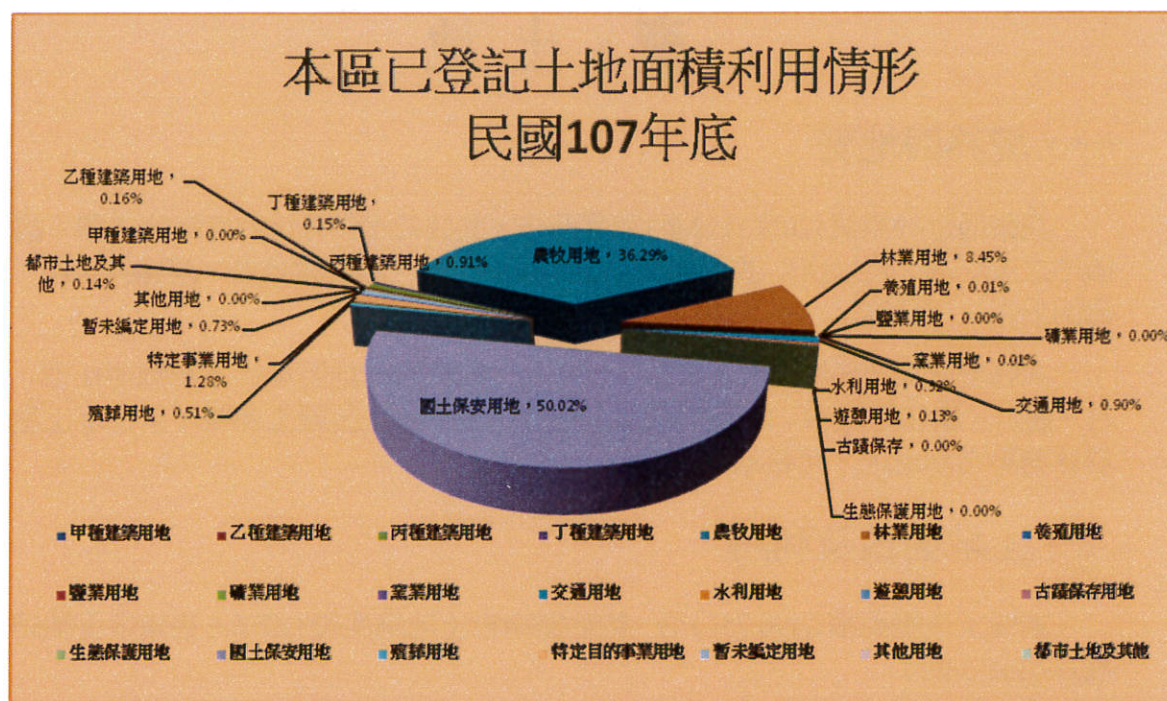 本區已登記土地面積利用情形
民國107年底
乙種建築用地，
0.16%
丁種建築用地，
0.15%
甲種建築用地，0.00%
丙種建築用地，0.91%
農牧用地，36.29%
林業用地，8.45%
都市土地及其
他，0.14%
其他用地，0.00%
養殖用地，0.01%
鹽業用地，0.00%
礦業用地，0.00%
暫未編定用地，0.73%
窯業用地，0.01%
特定事業用地，
1.28%
水利用地，0.32%
交通用地，0.90%
殯葬用地，0.51%
國土保安用地，50.02%
遊憩用地，0.13%
古蹟保存，0.00%
生態保護用地，0.00%
甲種建築用地 乙種建築用地 丙種建築用地 丁種建築用地 農牧用地 林業用地 養殖用地
鹽業用地 礦業用地 窯業用地 交通用地 水利用地 遊憩用地 古蹟保存用地
生態保護用地 國土保安用地 殯葬用地 特定目的事業用地 暫未編定用地 其他用地 都市土地及其他